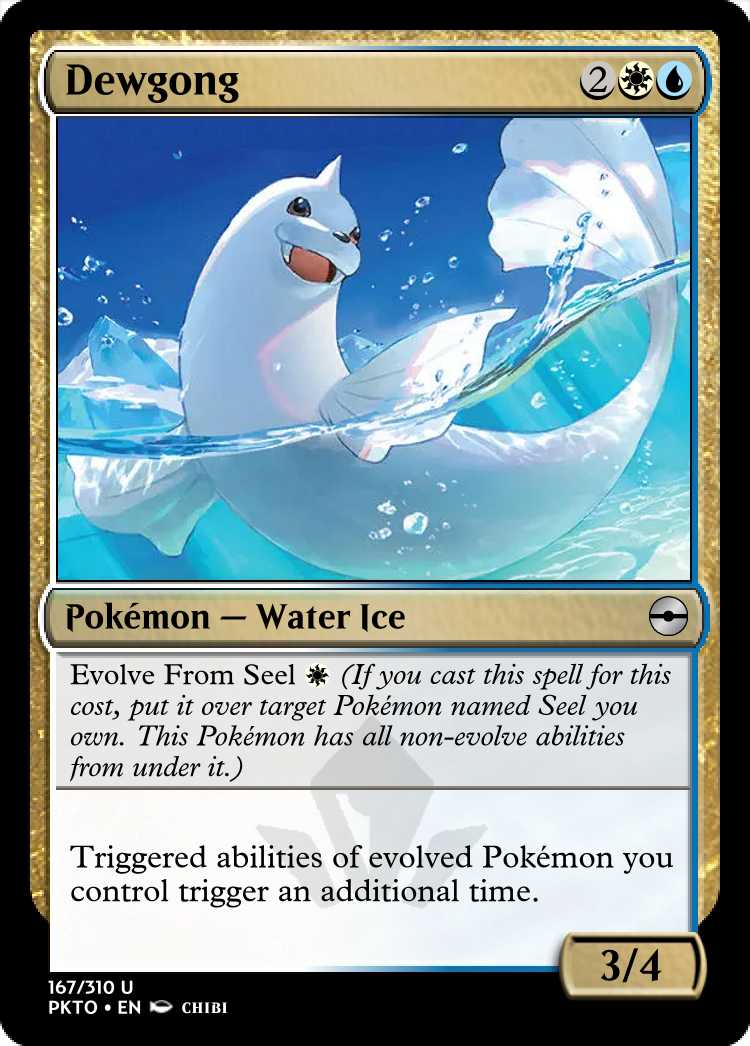 Dewgong 2
Pokémon — Water Ice
Evolve From Seel (If you cast this spell for this
cost, put it over target Pokémon named Seel you
own. This Pokémon has all non-evolve abilities
from under it.)
Triggered abilities of evolved Pokémon you
control trigger an additional time.
3/4
167/310 U
PKTO • EN CHIBI